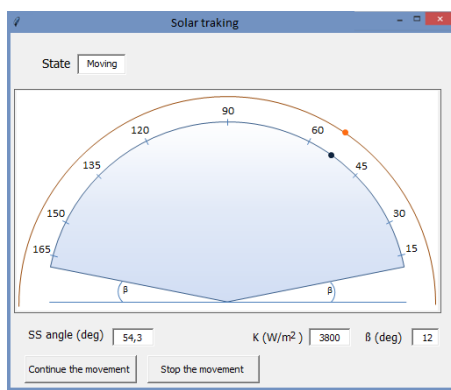 Solar traking
State Moving
90
120 60
135 45
150 30
165 15
β β
SS angle (deg) 54,3 K (W/m²) 3800 ß (deg) 12
Continue the movement Stop the movement